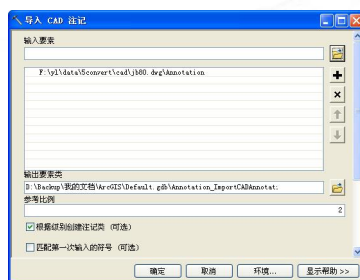 导入 CAD 注记
输入要素
F:\yl\data\5convert\cad\jb80.dwg\Annotation
输出要素类
D:\Backup\我的文档\ArcGIS\Default.gdb\Annotation_ImportCADAnnotat:
参考比例
2
根据级别创建注记类 (可选)
匹配第一次输入的符号 (可选)
确定 取消 环境... 显示帮助 >>